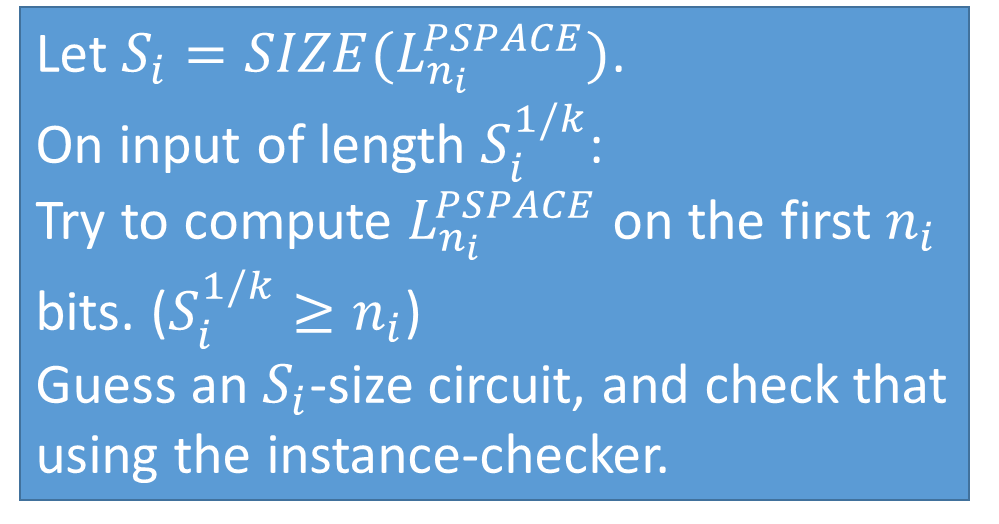 Let $S_i = SIZE(L_{n_i}^{PSPACE})$.
On input of length $S_i^{1/k}$:
Try to compute $L_{n_i}^{PSPACE}$ on the first $n_i$
bits. ($S_i^{1/k} \geq n_i$)
Guess an $S_i$-size circuit, and check that
using the instance-checker.